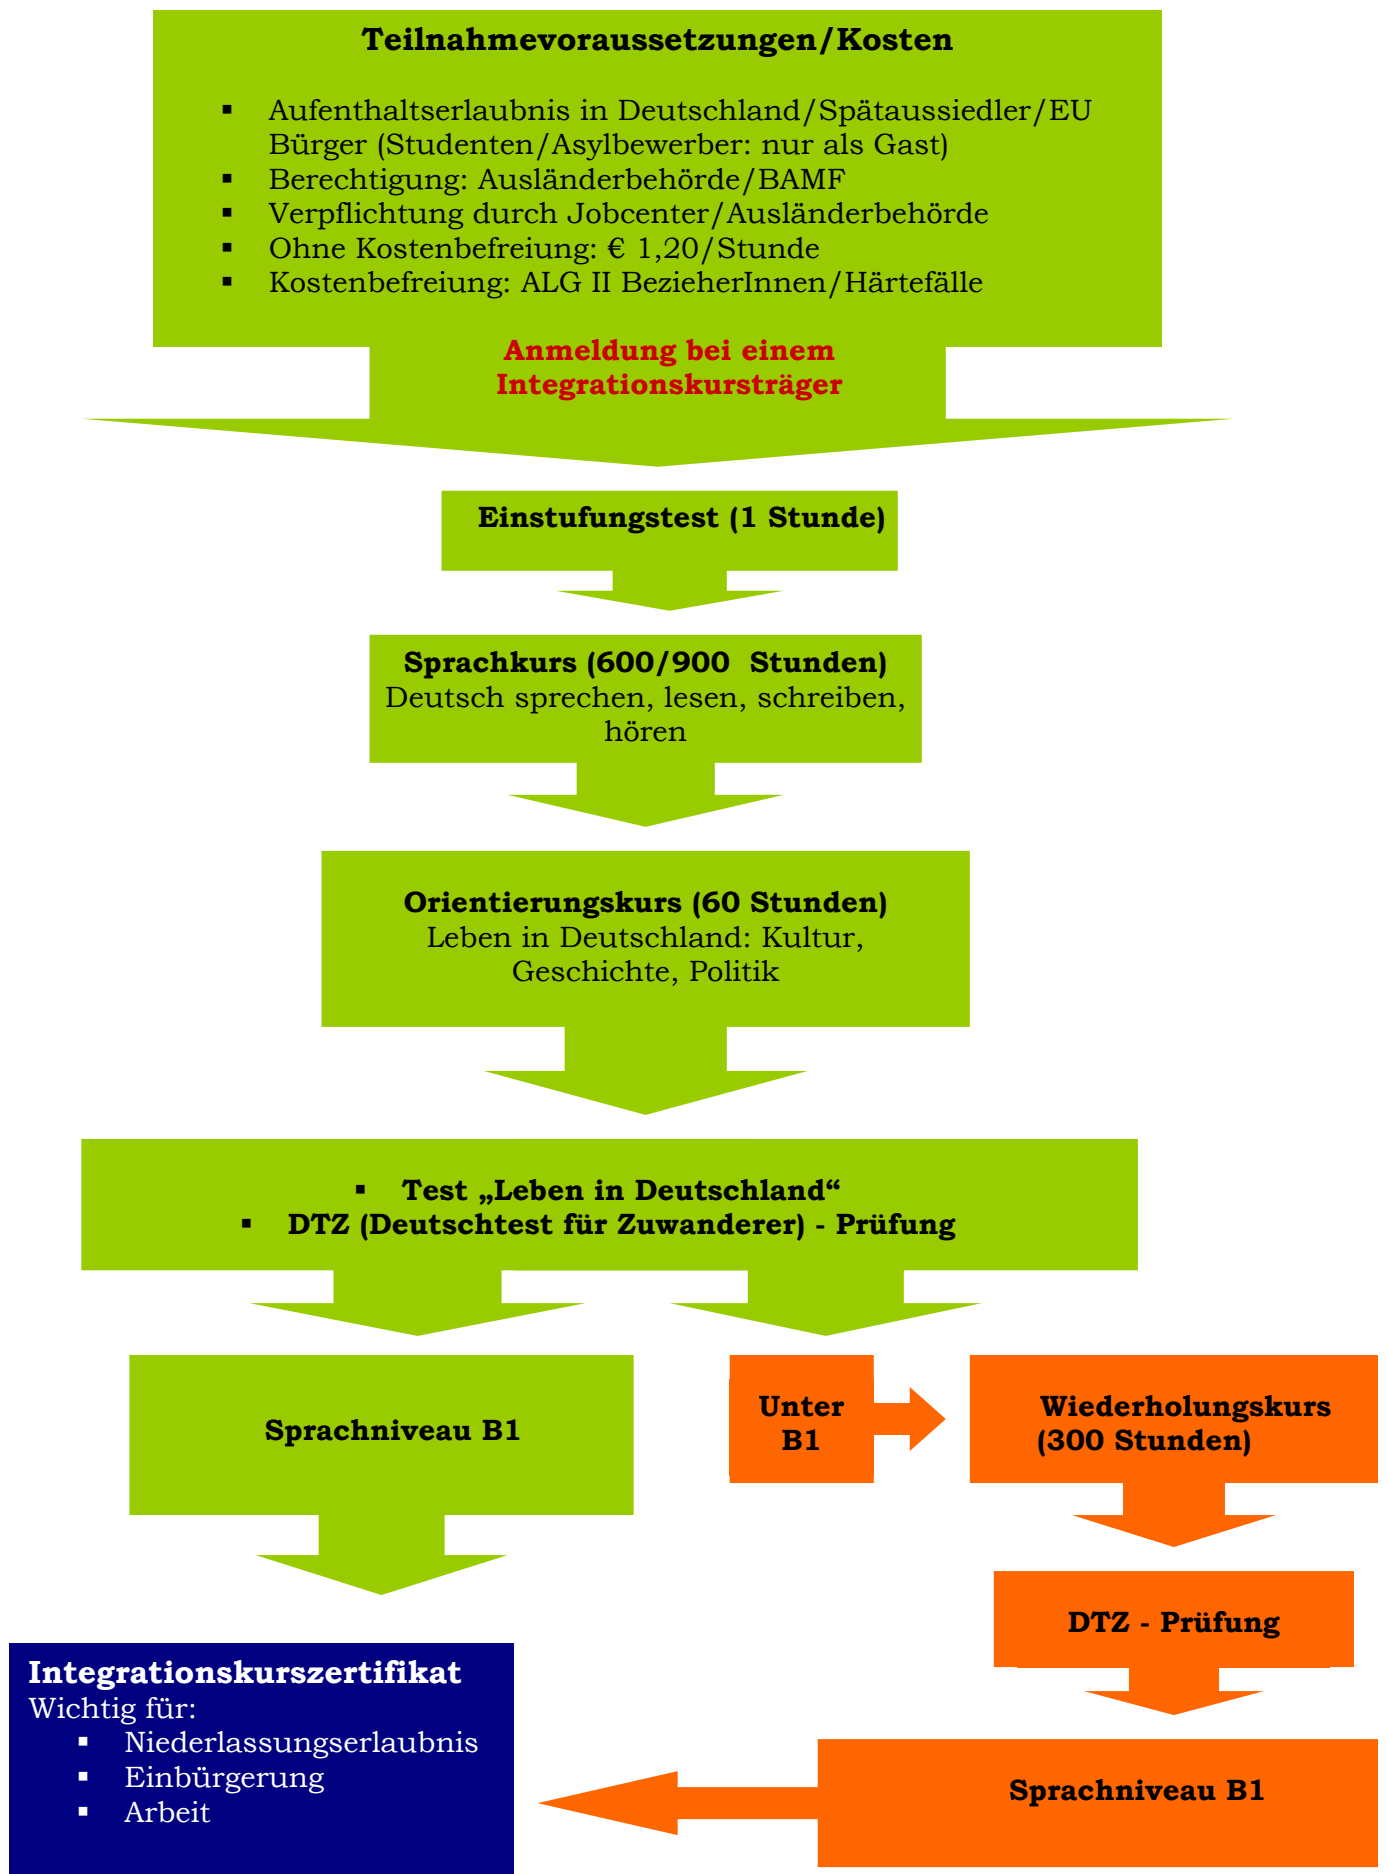 Teilnahmevoraussetzungen/Kosten
▪ Aufenthaltserlaubnis in Deutschland/Spätaussiedler/EU
Bürger (Studenten/Asylbewerber: nur als Gast)
▪ Berechtigung: Ausländerbehörde/BAMF
▪ Verpflichtung durch Jobcenter/Ausländerbehörde
▪ Ohne Kostenbefreiung: € 1,20/Stunde
▪ Kostenbefreiung: ALG II BezieherInnen/Härtefälle
Anmeldung bei einem
Integrationskursträger
Einstufungstest (1 Stunde)
Sprachkurs (600/900 Stunden)
Deutsch sprechen, lesen, schreiben,
hören
Orientierungskurs (60 Stunden)
Leben in Deutschland: Kultur,
Geschichte, Politik
▪ Test „Leben in Deutschland“
▪ DTZ (Deutschtest für Zuwanderer) - Prüfung
Sprachniveau B1
Unter
B1
Wiederholungskurs
(300 Stunden)
DTZ - Prüfung
Sprachniveau B1
Integrationskurszertifikat
Wichtig für:
▪ Niederlassungserlaubnis
▪ Einbürgerung
▪ Arbeit